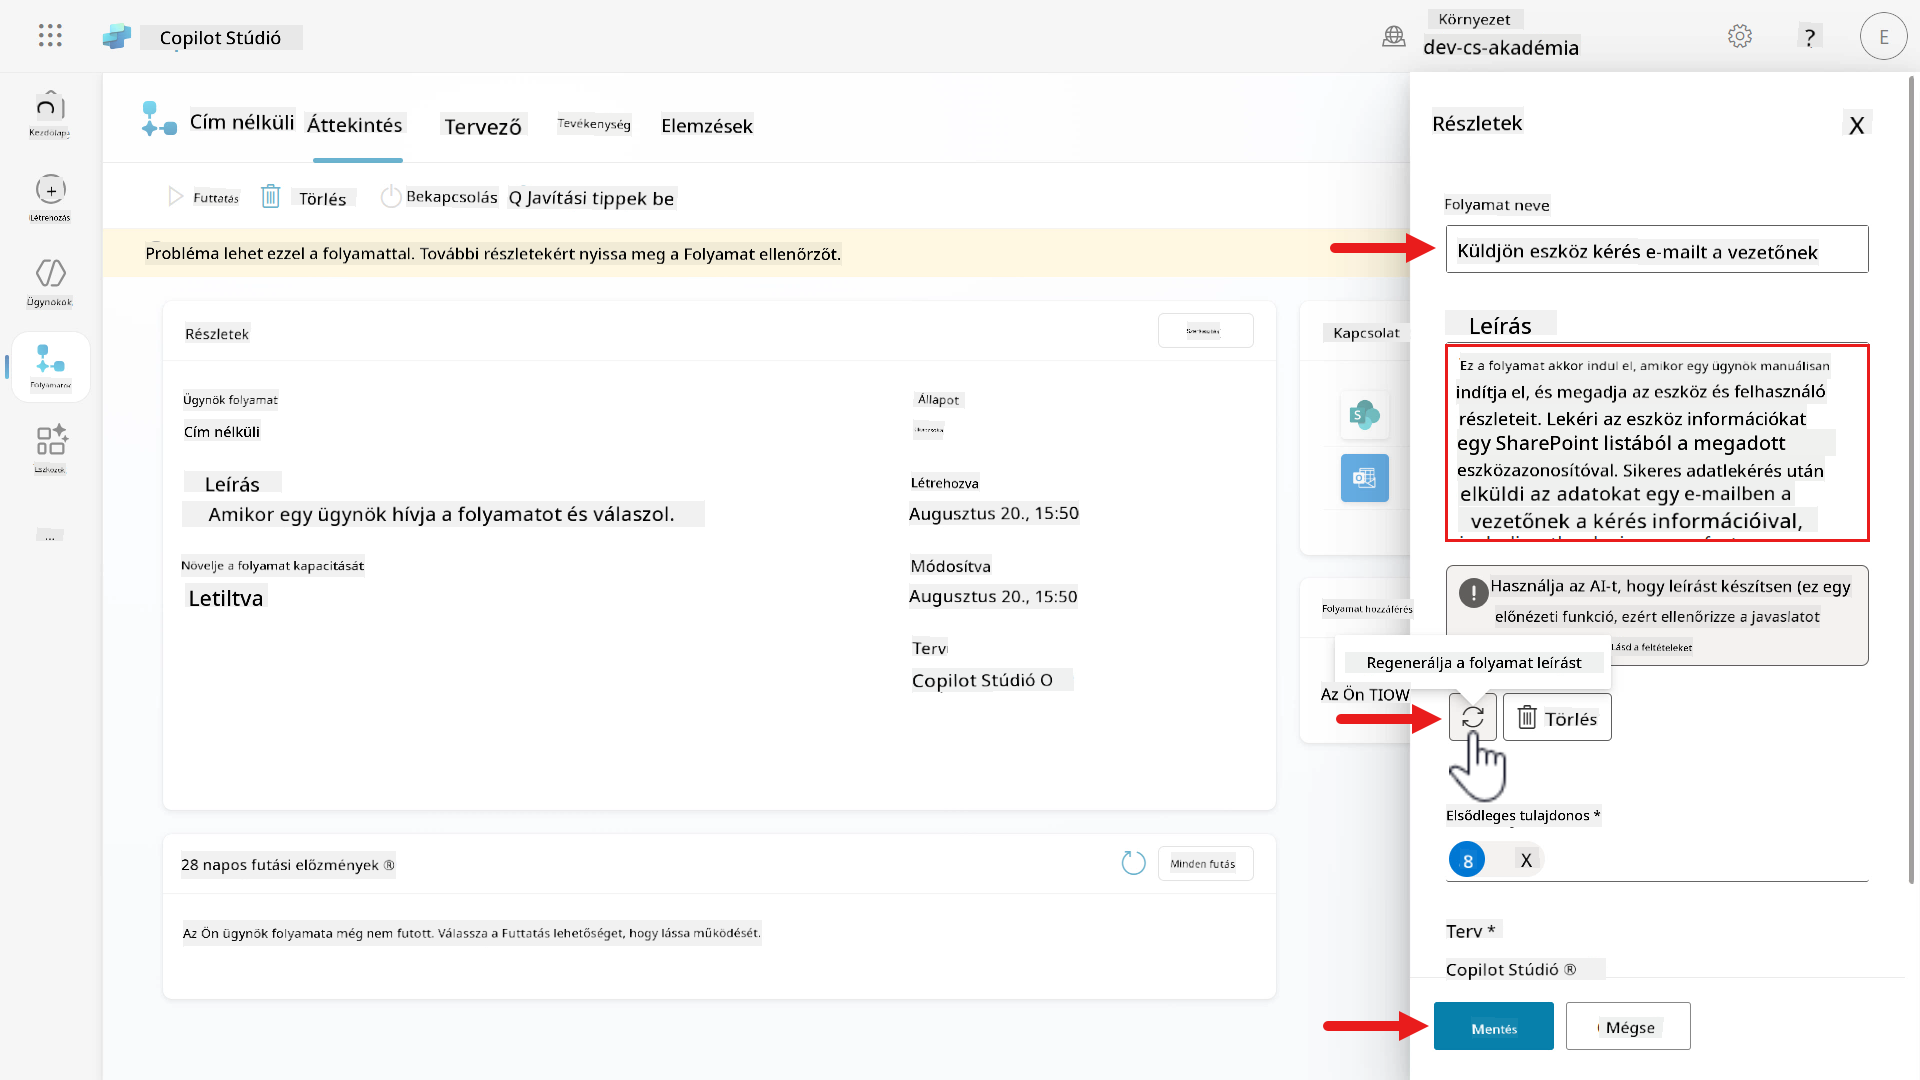 Copilot Stúdió
Környezet
dev-cs-akadémia
?
E
Kezdőlap
Létrehozás
Ügynökök
Folyamatok
Eszközök
...
Cím nélküli
Áttekintés
Tervező
Tevékenység
Elemzések
Futtatás
Törlés
Bekapcsolás
Q Javítási tippek be
Probléma lehet ezzel a folyamattal. További részletekért nyissa meg a Folyamat ellenőrzőt.
Részletek
Szerkesztés
Ügynök folyamat
Cím nélküli
Leírás
Amikor egy ügynök hívja a folyamatot és válaszol.
Növelje a folyamat kapacitását
Letiltva
Állapot
Létrehozva
Augusztus 20., 15:50
Módosítva
Augusztus 20., 15:50
Terv
Copilot Stúdió O
28 napos futási előzmények ®
Minden futás
Az Ön ügynök folyamata még nem futott. Válassza a Futtatás lehetőséget, hogy lássa működését.
Kapcsolat
Folyamat hozzáférés
Az Ön TIOW
Részletek
X
Folyamat neve
Küldjön eszköz kérés e-mailt a vezetőnek
Leírás
Ez a folyamat akkor indul el, amikor egy ügynök manuálisan
indítja el, és megadja az eszköz és felhasználó
részleteit. Lekéri az eszköz információkat
egy SharePoint listából a megadott
eszközazonosítóval. Sikeres adatlekérés után
elküldi az adatokat egy e-mailben a
vezetőnek a kérés információival,
Használja az AI-t, hogy leírást készítsen (ez egy
előnézeti funkció, ezért ellenőrizze a javaslatot
Lásd a feltételeket
Regenerálja a folyamat leírást
Törlés
Elsődleges tulajdonos *
8
X
Terv *
Copilot Stúdió ®
Mentés
Mégse